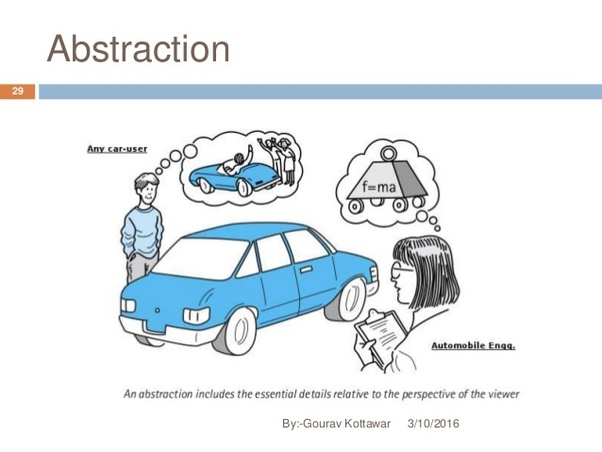 Abstraction
29
Any car-user
f=ma
Automobile Engg.
An abstraction includes the essential details relative to the perspective of the viewer
By:-Gourav Kottawar 3/10/2016